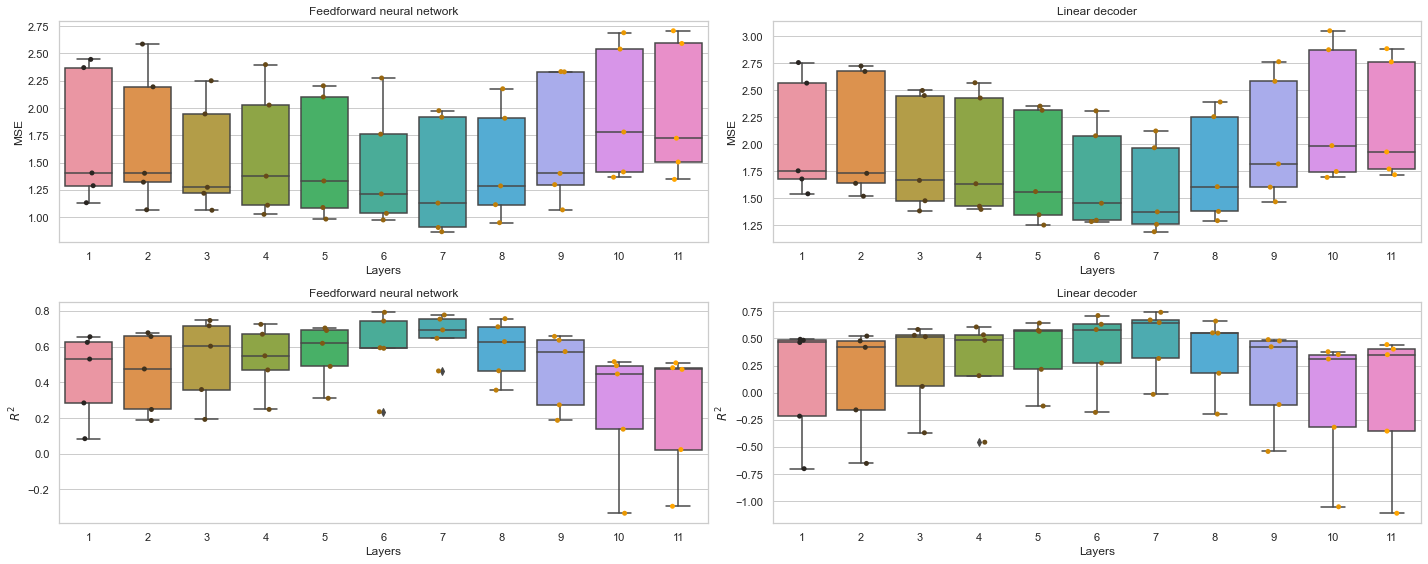 Feedforward neural network
MSE
2.75
2.50
2.25
2.00
1.75
1.50
1.25
1.00
1 2 3 4 5 6 7 8 9 10 11
Layers
Linear decoder
MSE
3.00
2.75
2.50
2.25
2.00
1.75
1.50
1.25
1 2 3 4 5 6 7 8 9 10 11
Layers
Feedforward neural network
R²
0.8
0.6
0.4
0.2
0.0
−0.2
1 2 3 4 5 6 7 8 9 10 11
Layers
Linear decoder
R²
0.75
0.50
0.25
0.00
−0.25
−0.50
−0.75
−1.00
1 2 3 4 5 6 7 8 9 10 11
Layers